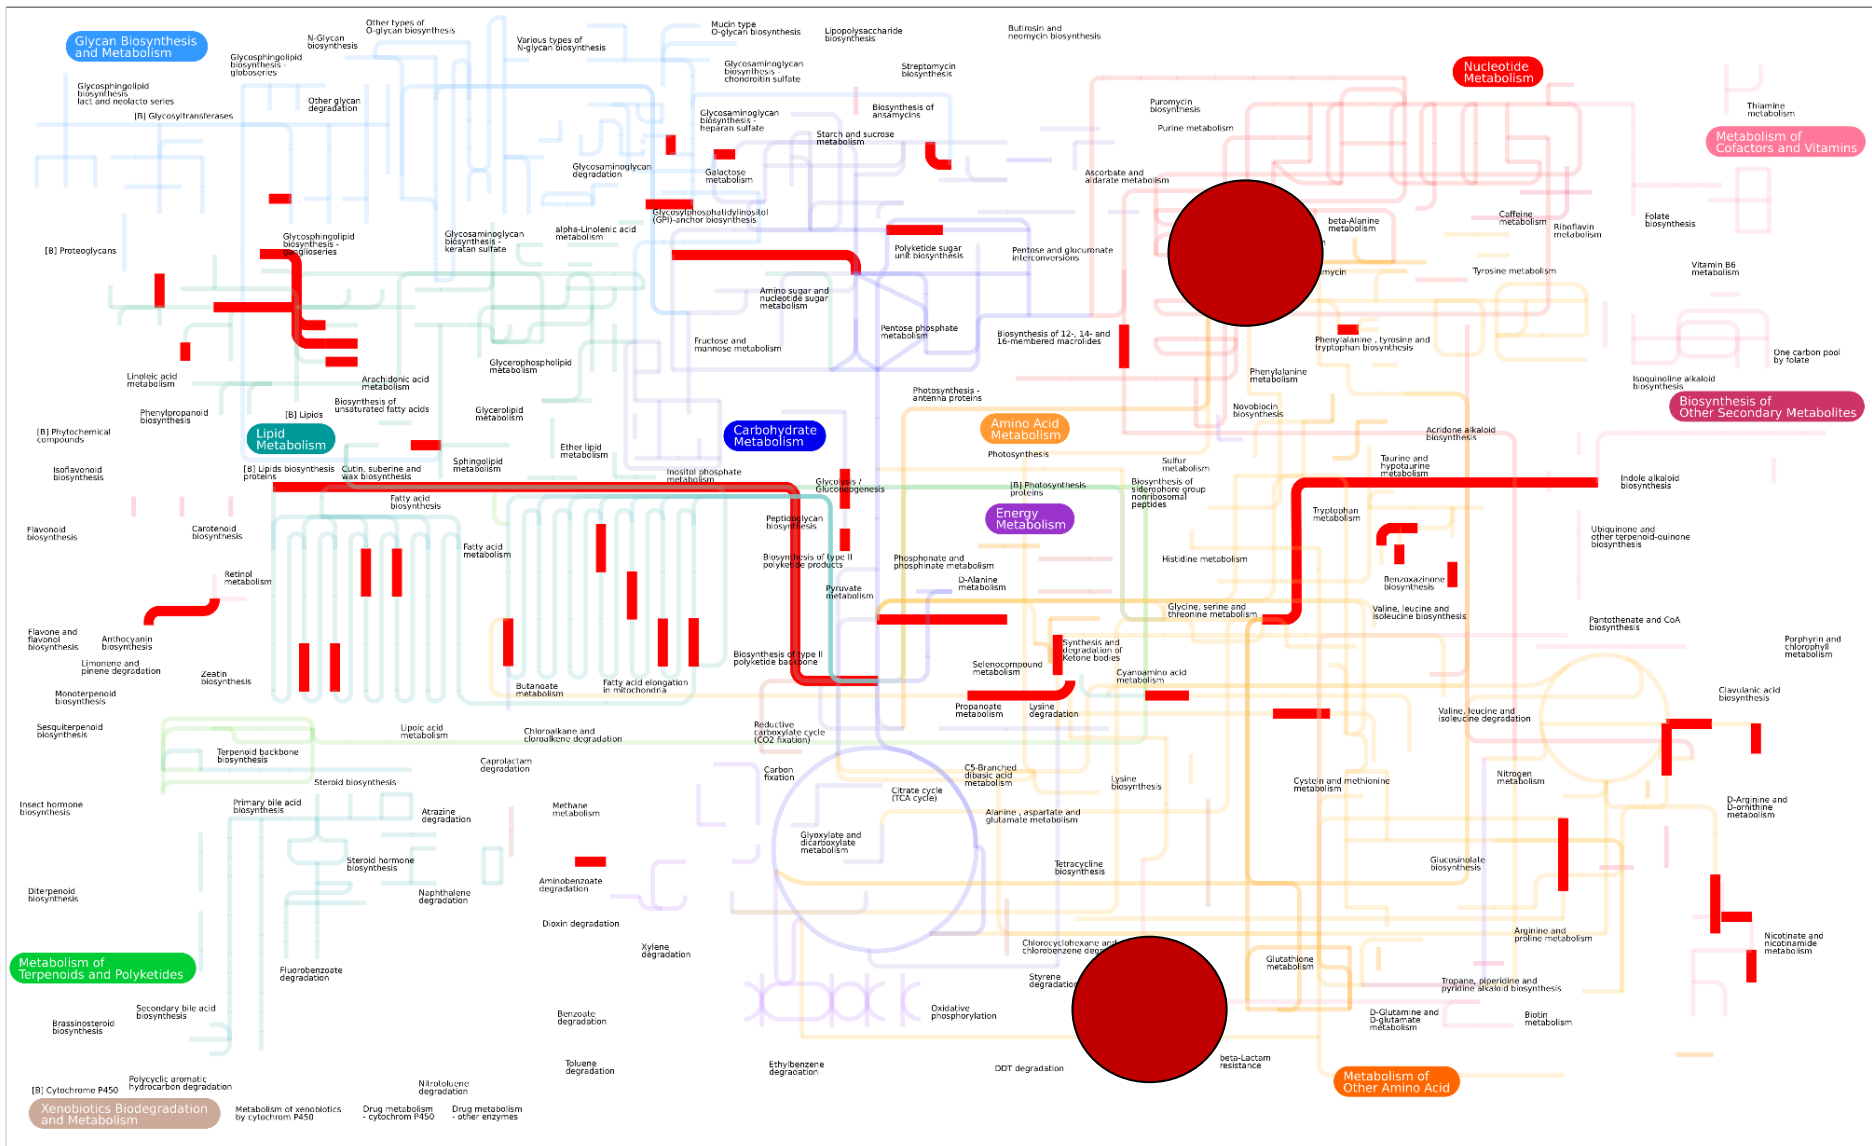 Glycan Biosynthesis
and Metabolism
Other types of
O-glycan biosynthesis
N-Glycan
biosynthesis
Various types of
N-glycan biosynthesis
Mucin type
O-glycan biosynthesis
Lipopolysaccharide
biosynthesis
Butirosin and
neomycin biosynthesis
Glycosphingolipid
biosynthesis -
globoseries
Glycosaminoglycan
biosynthesis -
chondroitin sulfate
Streptomycin
biosynthesis
Nucleotide
Metabolism
Glycosphingolipid
biosynthesis -
lact and neolacto series
Other glycan
degradation
[B] Glycosyltransferases
Glycosaminoglycan
biosynthesis -
heparan sulfate
Biosynthesis of
ansamycins
Puromycin
biosynthesis
Purine metabolism
Thiamine
metabolism
Starch and sucrose
metabolism
Metabolism of
Cofactors and Vitamins
Glycosaminoglycan
degradation
Galactose
metabolism
Ascorbate and
aldarate metabolism
Glycosylphosphatidylinositol
(GPI)-anchor biosynthesis
beta-Alanine
metabolism
Caffeine
metabolism
Riboflavin
metabolism
Folate
biosynthesis
[B] Proteoglycans
Glycosphingolipid
biosynthesis -
ganglioseries
Glycosaminoglycan
biosynthesis -
keratan sulfate
alpha-Linolenic acid
metabolism
Polyketide sugar
unit biosynthesis
Pentose and glucuronate
interconversions
mycin
Tyrosine metabolism
Vitamin B6
metabolism
Amino sugar and
nucleotide sugar
metabolism
Pentose phosphate
metabolism
Biosynthesis of 12-, 14- and
16-membered macrolides
Phenylalanine , tyrosine and
tryptophan biosynthesis
Fructose and
mannose metabolism
One carbon pool
by folate
Linoleic acid
metabolism
Arachidonic acid
metabolism
Glycerophospholipid
metabolism
Phenylalanine
metabolism
Isoquinoline alkaloid
biosynthesis
Photosynthesis -
antenna proteins
Biosynthesis of
Other Secondary Metabolites
Phenylpropanoid
biosynthesis
[B] Lipids
Biosynthesis of
unsaturated fatty acids
Glycerolipid
metabolism
Novobiocin
biosynthesis
[B] Phytochemical
compounds
Lipid
Metabolism
Carbohydrate
Metabolism
Amino Acid
Metabolism
Acridone alkaloid
biosynthesis
Ether lipid
metabolism
Photosynthesis
Isoflavonoid
biosynthesis
[B] Lipids biosynthesis
proteins
Cutin, suberine and
wax biosynthesis
Sphingolipid
metabolism
Inositol phosphate
metabolism
Glycolysis /
Gluconeogenesis
Sulfur
metabolism
Taurine and
hypotaurine
metabolism
Indole alkaloid
biosynthesis
[B] Photosynthesis
proteins
Biosynthesis of
siderophore group
nonribosomal
peptides
Fatty acid
biosynthesis
Peptidoglycan
biosynthesis
Energy
Metabolism
Tryptophan
metabolism
Flavonoid
biosynthesis
Carotenoid
biosynthesis
Ubiquinone and
other terpenoid-quinone
biosynthesis
Fatty acid
metabolism
Biosynthesis of type II
polyketide products
Phosphonate and
phosphinate metabolism
Histidine metabolism
Retinol
metabolism
Pyruvate
metabolism
D-Alanine
metabolism
Benzoxazinone
biosynthesis
Glycine, serine and
threonine metabolism
Valine, leucine and
isoleucine biosynthesis
Pantothenate and CoA
biosynthesis
Flavone and
flavonol
biosynthesis
Anthocyanin
biosynthesis
Limonene and
pinene degradation
Zeatin
biosynthesis
Biosynthesis of type II
polyketide backbone
Selenocompound
metabolism
Synthesis and
degradation of
Ketone bodies
Cyanoamino acid
metabolism
Porphyrin and
chlorophyll
metabolism
Monoterpenoid
biosynthesis
Butanoate
metabolism
Fatty acid elongation
in mitochondria
Propanoate
metabolism
Lysine
degradation
Valine, leucine and
isoleucine degradation
Clavulanic acid
biosynthesis
Sesquiterpenoid
biosynthesis
Lipoic acid
metabolism
Chloroalkane and
cloroalkene degradation
Reductive
carboxylate cycle
(CO2 fixation)
Terpenoid backbone
biosynthesis
Caprolactam
degradation
Carbon
fixation
C5-Branched
dibasic acid
metabolism
Lysine
biosynthesis
Cystein and methionine
metabolism
Nitrogen
metabolism
Steroid biosynthesis
Citrate cycle
(TCA cycle)
Insect hormone
biosynthesis
Primary bile acid
biosynthesis
Atrazine
degradation
Methane
metabolism
Alanine , aspartate and
glutamate metabolism
D-Arginine and
D-ornithine
metabolism
Glyoxylate and
dicarboxylate
metabolism
Steroid hormone
biosynthesis
Tetracycline
biosynthesis
Glucosinolate
biosynthesis
Diterpenoid
biosynthesis
Naphthalene
degradation
Aminobenzoate
degradation
Dioxin degradation
Xylene
degradation
Chlorocyclohexane and
chlorobenzene
Arginine and
proline metabolism
Nicotinate and
nicotinamide
metabolism
Metabolism of
Terpenoids and Polyketides
Fluorobenzoate
degradation
Styrene
degradation
Glutathione
metabolism
Tropane, piperidine and
pyridine alkaloid biosynthesis
Secondary bile acid
biosynthesis
Brassinosteroid
biosynthesis
Benzoate
degradation
Oxidative
phosphorylation
D-Glutamine and
D-glutamate
metabolism
Biotin
metabolism
Toluene
degradation
Ethylbenzene
degradation
DDT degradation
beta-Lactam
resistance
Metabolism of
Other Amino Acid
[B] Cytochrome P450
Polycyclic aromatic
hydrocarbon degradation
Nitrotoluene
degradation
Xenobiotics Biodegradation
and Metabolism
Metabolism of xenobiotics
by cytochrom P450
Drug metabolism
- cytochrom P450
Drug metabolism
- other enzymes